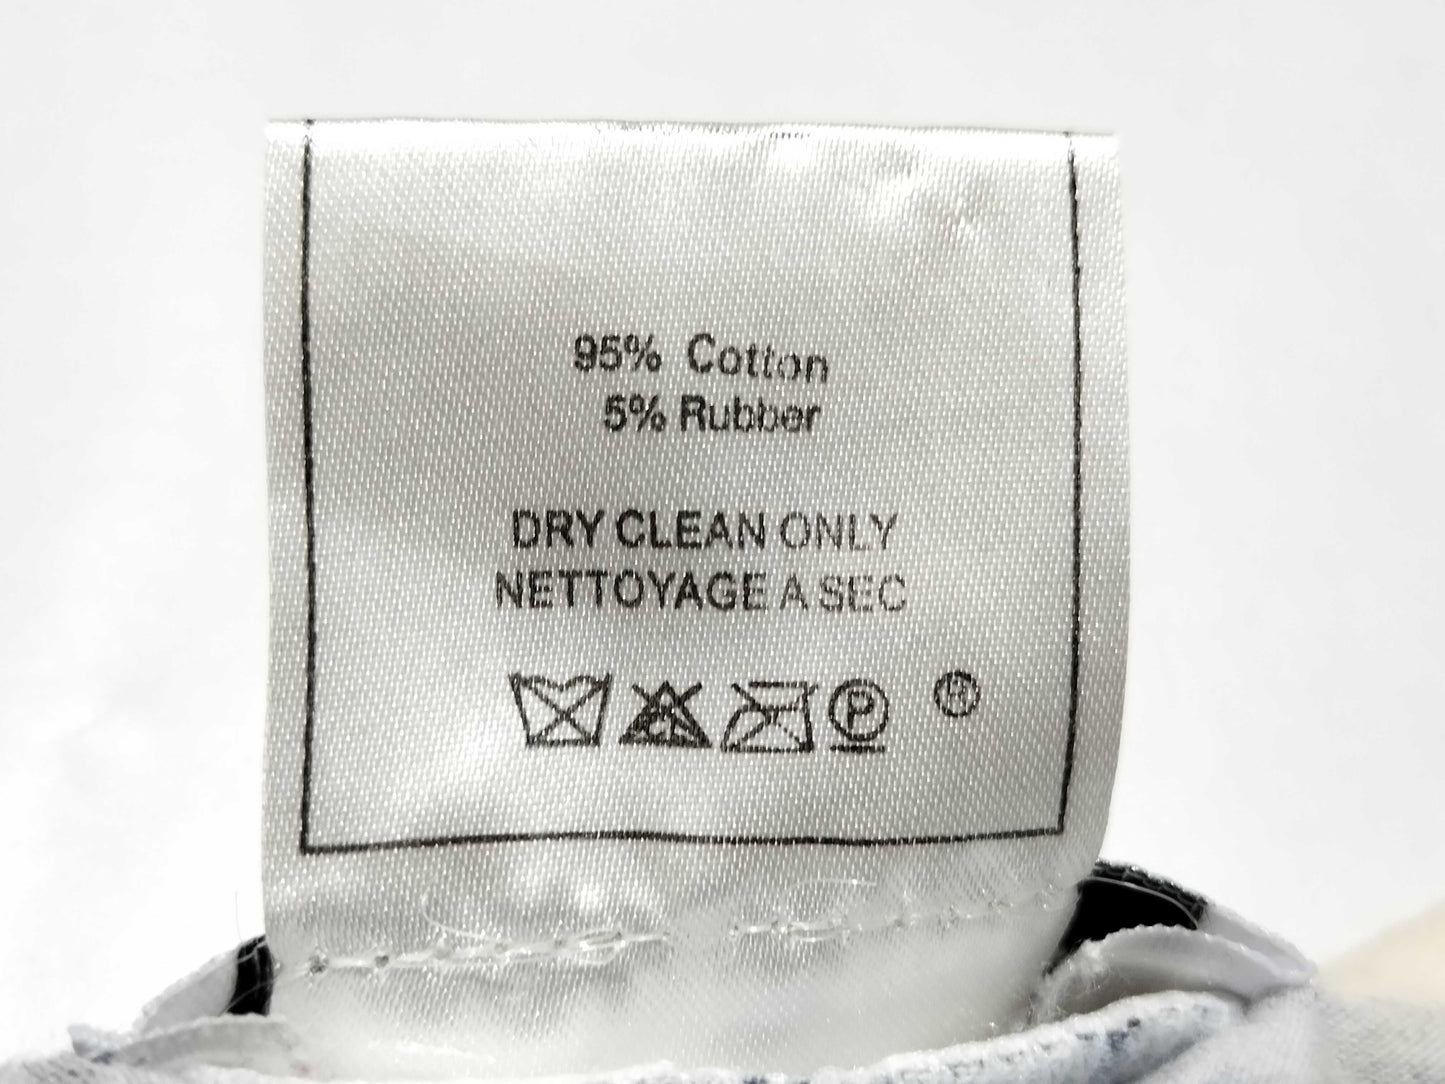 95% Cotton
5% Rubber
DRY CLEAN ONLY
NETTOYAGE A SEC
P